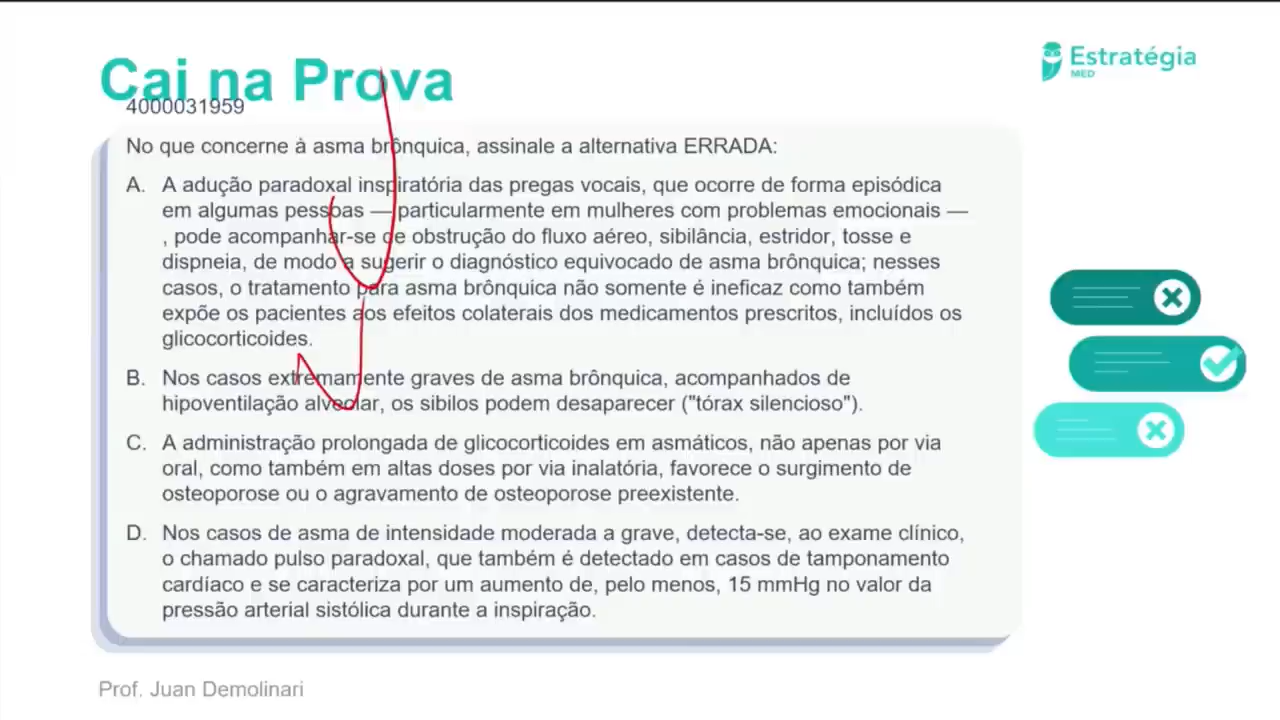 Cai na Prova
Estratégia
MED
4000031959
No que concerne à asma brônquica, assinale a alternativa ERRADA:
A. A adução paradoxal inspiratória das pregas vocais, que ocorre de forma episódica
em algumas pessoas — particularmente em mulheres com problemas emocionais —
, pode acompanhar-se de obstrução do fluxo aéreo, sibilância, estridor, tosse e
dispneia, de modo a sugerir o diagnóstico equivocado de asma brônquica; nesses
casos, o tratamento para asma brônquica não somente é ineficaz como também
expõe os pacientes aos efeitos colaterais dos medicamentos prescritos, incluídos os
glicocorticoides.
B. Nos casos extremamente graves de asma brônquica, acompanhados de
hipoventilação alveolar, os sibilos podem desaparecer ("tórax silencioso").
C. A administração prolongada de glicocorticoides em asmáticos, não apenas por via
oral, como também em altas doses por via inalatória, favorece o surgimento de
osteoporose ou o agravamento de osteoporose preexistente.
D. Nos casos de asma de intensidade moderada a grave, detecta-se, ao exame clínico,
o chamado pulso paradoxal, que também é detectado em casos de tamponamento
cardíaco e se caracteriza por um aumento de, pelo menos, 15 mmHg no valor da
pressão arterial sistólica durante a inspiração.
Prof. Juan Demolinari